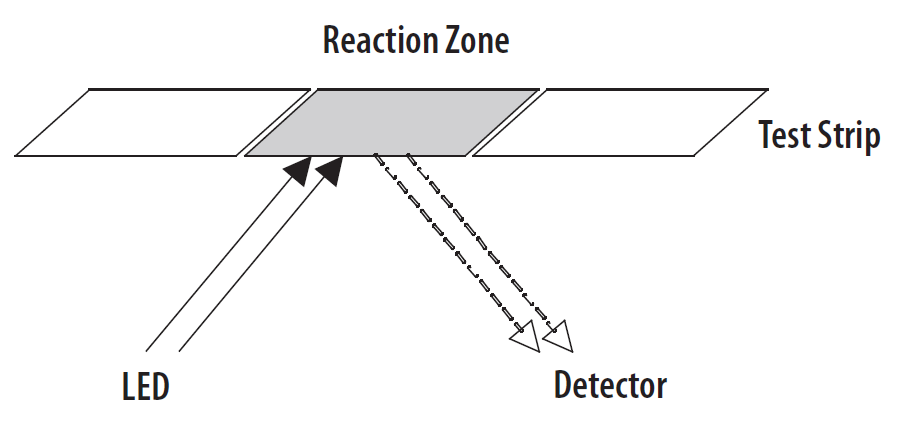 Reaction Zone
Test Strip
LED
Detector